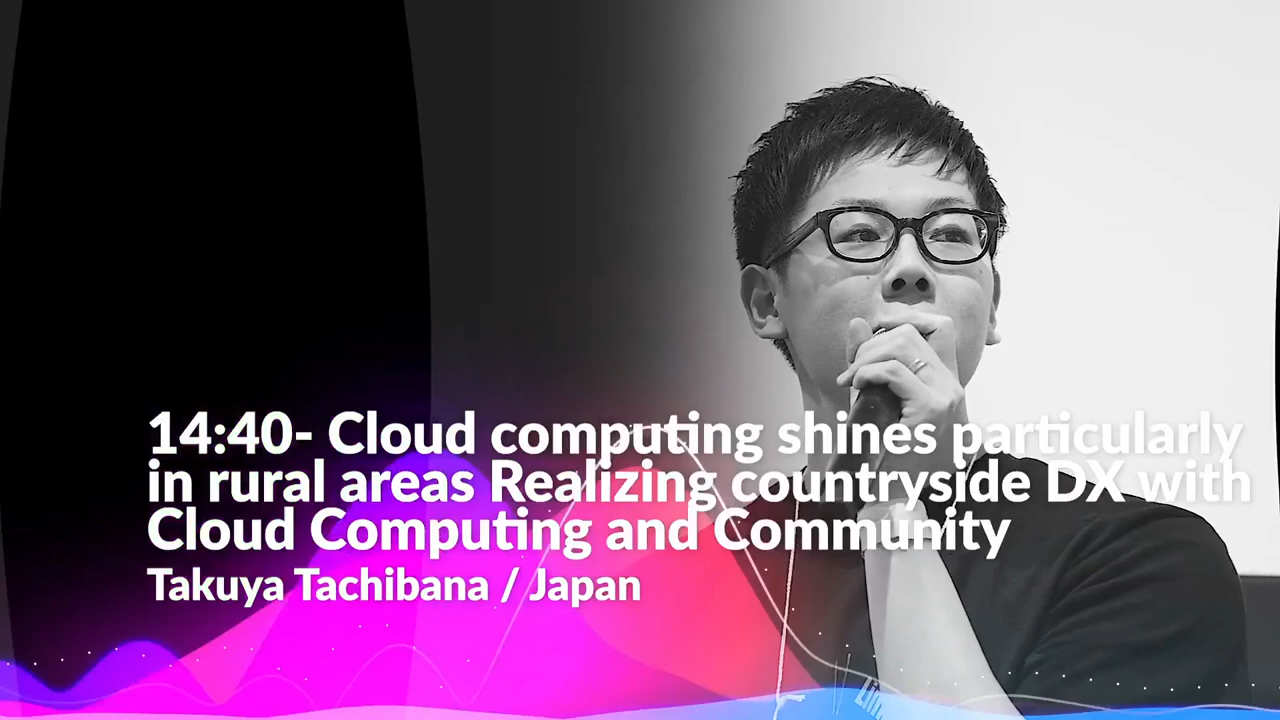 14:40- Cloud computing shines particularly
in rural areas Realizing countryside DX with
Cloud Computing and Community
Takuya Tachibana / Japan